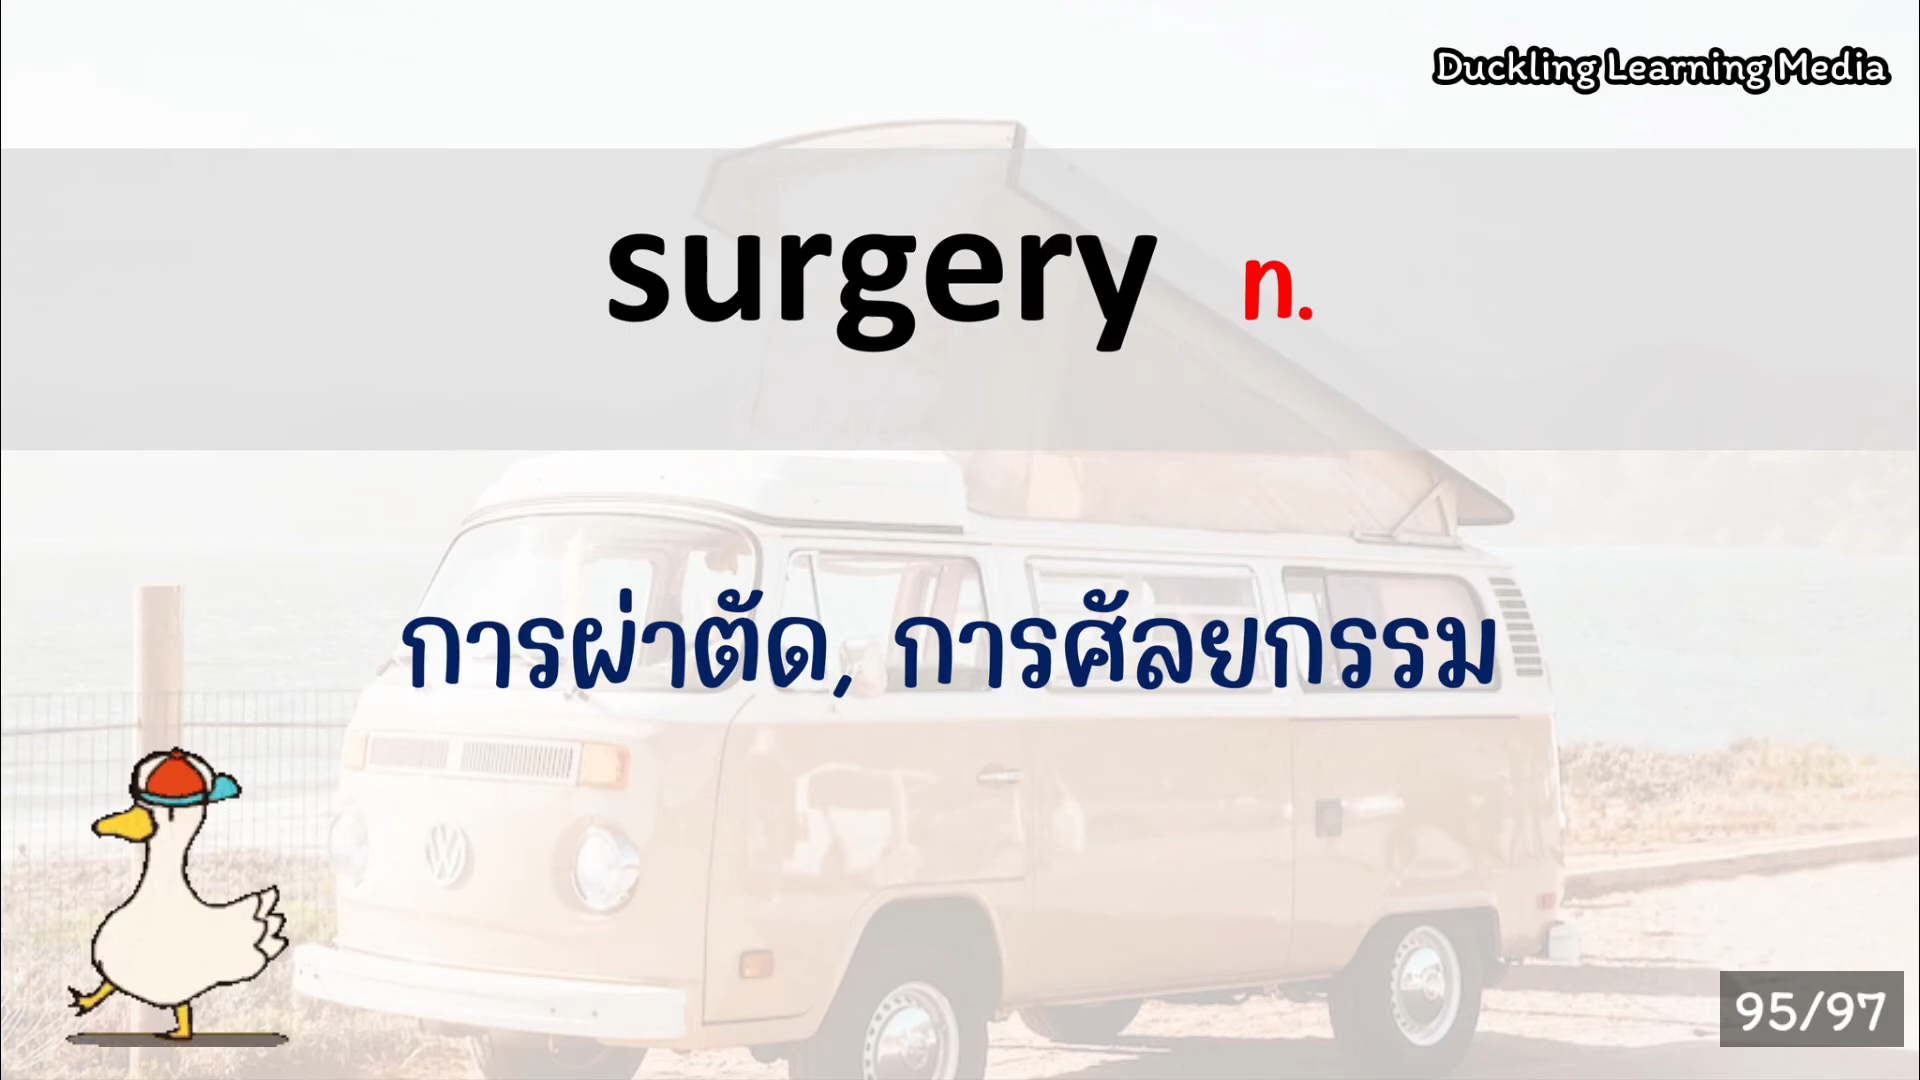 Duckling Learning Media
surgery n.
การผ่าตัด, การศัลยกรรม
95/97